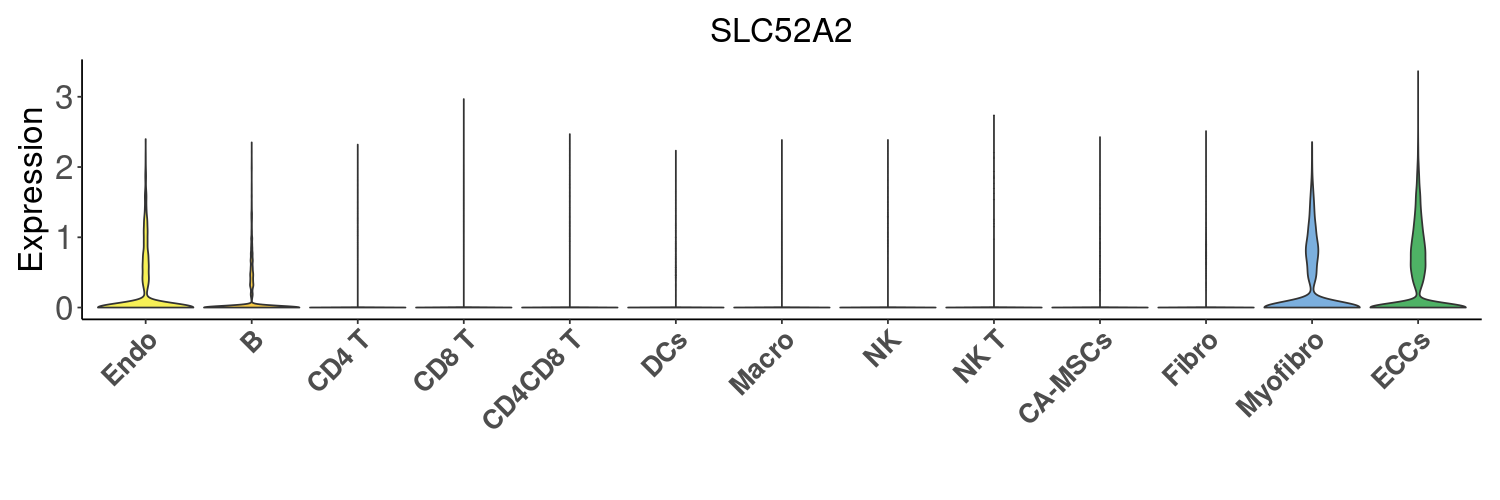 SLC52A2
Expression
3
2
1
0
Endo
B
CD4 T
CD8 T
CD4CD8 T
DCs
Macro
NK
NK T
CA-MSCs
Fibro
Myofibro
ECCs